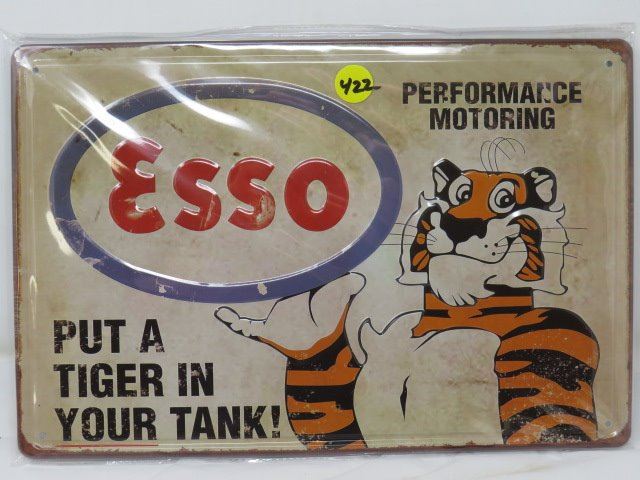 422
PERFORMANCE
MOTORING
ESSO
PUT A
TIGER IN
YOUR TANK!